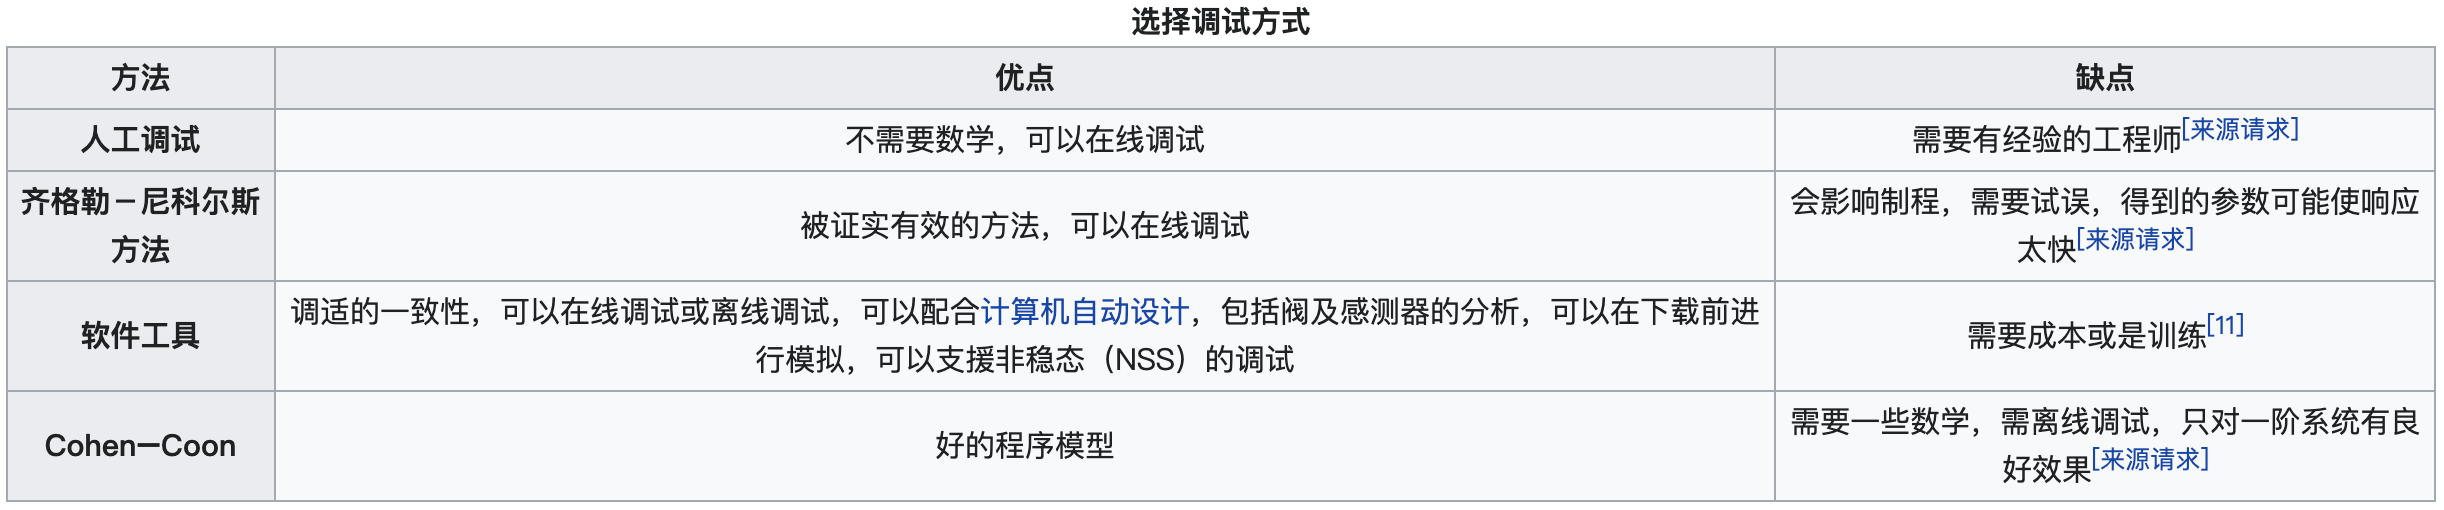 选择调试方式
方法 优点 缺点
人工调试 不需要数学，可以在线调试 需要有经验的工程师[来源请求]
齐格勒－尼科尔斯
方法
被证实有效的方法，可以在线调试
会影响制程，需要试误，得到的参数可能使响应
太快[来源请求]
软件工具
调适的一致性，可以在线调试或离线调试，可以配合计算机自动设计，包括阀及感测器的分析，可以在下载前进
行模拟，可以支援非稳态（NSS）的调试
需要成本或是训练[11]
Cohen–Coon
好的程序模型
需要一些数学，需离线调试，只对一阶系统有良
好效果[来源请求]